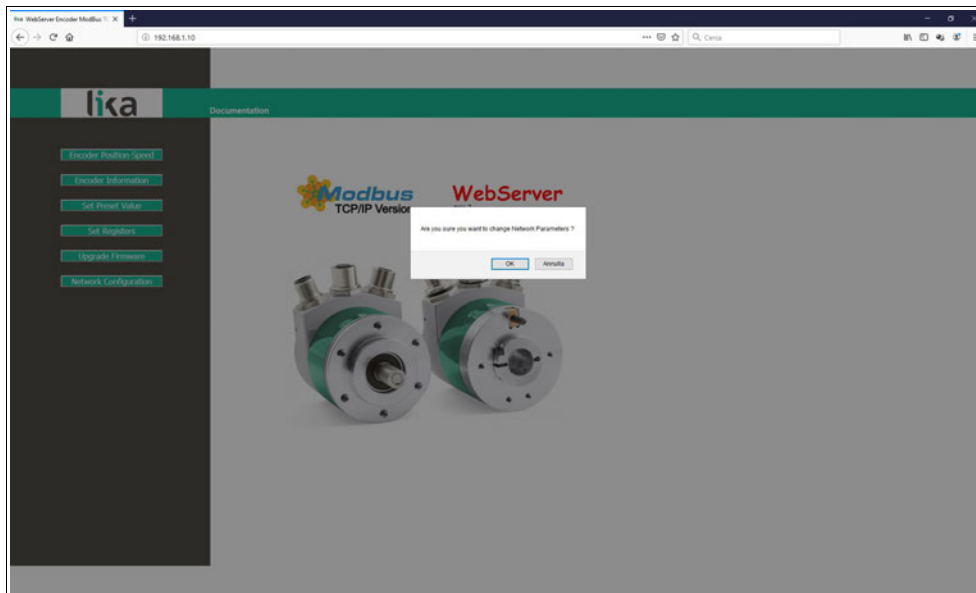 lika WebServer Encoder ModBus T
192.168.1.10
Cerca
lika
Documentation
Encoder Position-Speed
Encoder Information
Set Preset Value
Set Registers
Upgrade Firmware
Network Configuration
Modbus
TCP/IP Version
WebServer
Are you sure you want to change Network Parameters ?
OK
Annulla